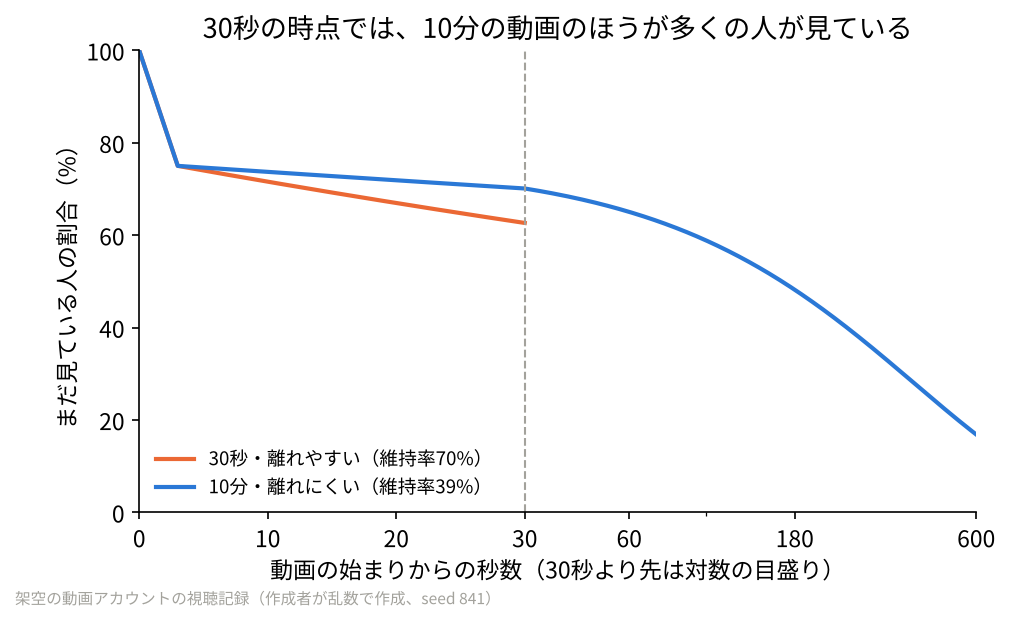 30秒の時点では、10分の動画のほうが多くの人が見ている
まだ見ている人の割合（%）
100
80
60
40
20
0
30秒・離れやすい（維持率70%）
10分・離れにくい（維持率39%）
0 10 20 30 60 180 600
動画の始まりからの秒数（30秒より先は対数の目盛り）
架空の動画アカウントの視聴記録（作成者が乱数で作成、seed 841）